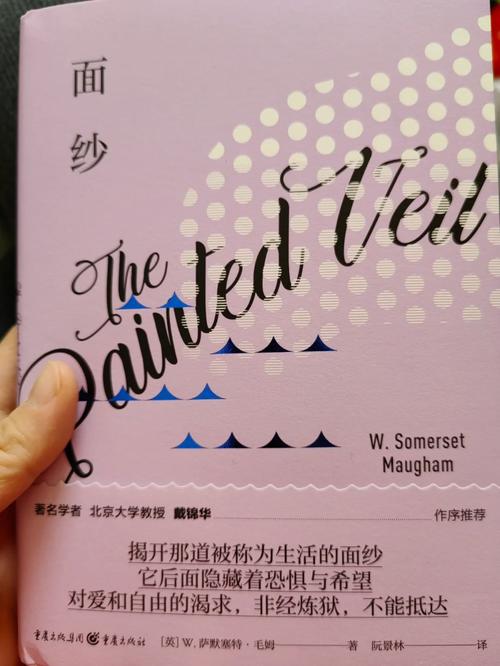 面
纱
The
Painted Veil
W. Somerset
Maugham
著名学者 北京大学教授 戴锦华 作序推荐
揭开那道被称为生活的面纱
它后面隐藏着恐惧与希望
对爱和自由的渴求，非经炼狱，不能抵达
重庆出版集团 重庆出版社 [英] W. 萨默塞特·毛姆 著 阮景林 译